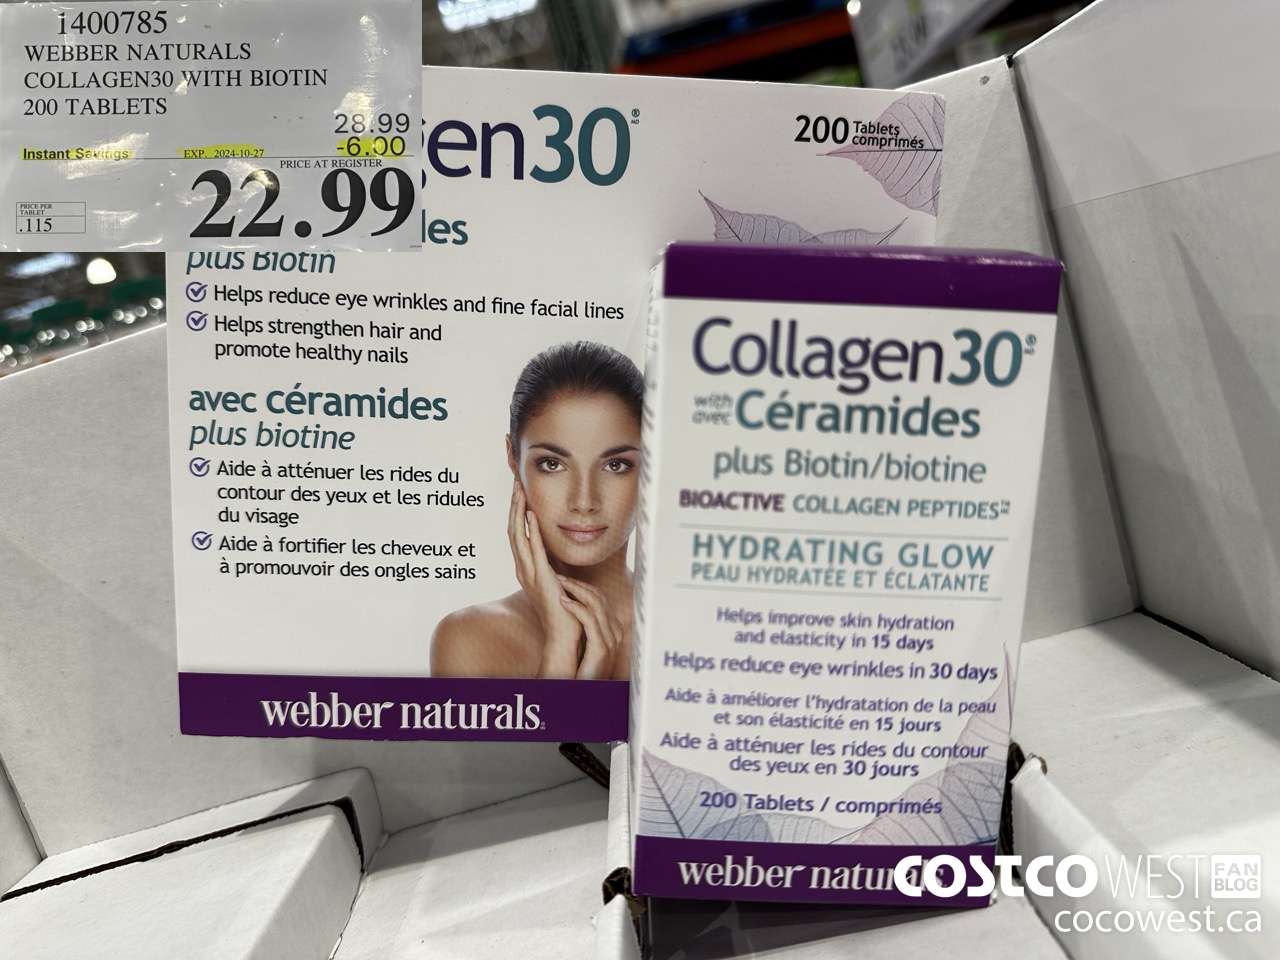 1400785
WEBBER NATURALS
COLLAGEN30 WITH BIOTIN
200 TABLETS
28.99
Instant Savings EXP. 2024-10-27 -6.00
PRICE AT REGISTER
22.99
PRICE PER
TABLET
.115
gen30®
200 Tablets
comprimés
les
plus Biotin
Helps reduce eye wrinkles and fine facial lines
Helps strengthen hair and
promote healthy nails
avec céramides
plus biotine
Aide à atténuer les rides du
contour des yeux et les ridules
du visage
Aide à fortifier les cheveux et
à promouvoir des ongles sains
webber naturals
Collagen30®
with
avec Céramides
plus Biotin/biotine
BIOACTIVE COLLAGEN PEPTIDES
HYDRATING GLOW
PEAU HYDRATÉE ET ÉCLATANTE
Helps improve skin hydration
and elasticity in 15 days
Helps reduce eye wrinkles in 30 days
Aide à améliorer l'hydratation de la peau
et son élasticité en 15 jours
Aide à atténuer les rides du contour
des yeux en 30 jours
200 Tablets / comprimés
webber naturals
COSTCO WEST FAN
BLOG
cocowest.ca